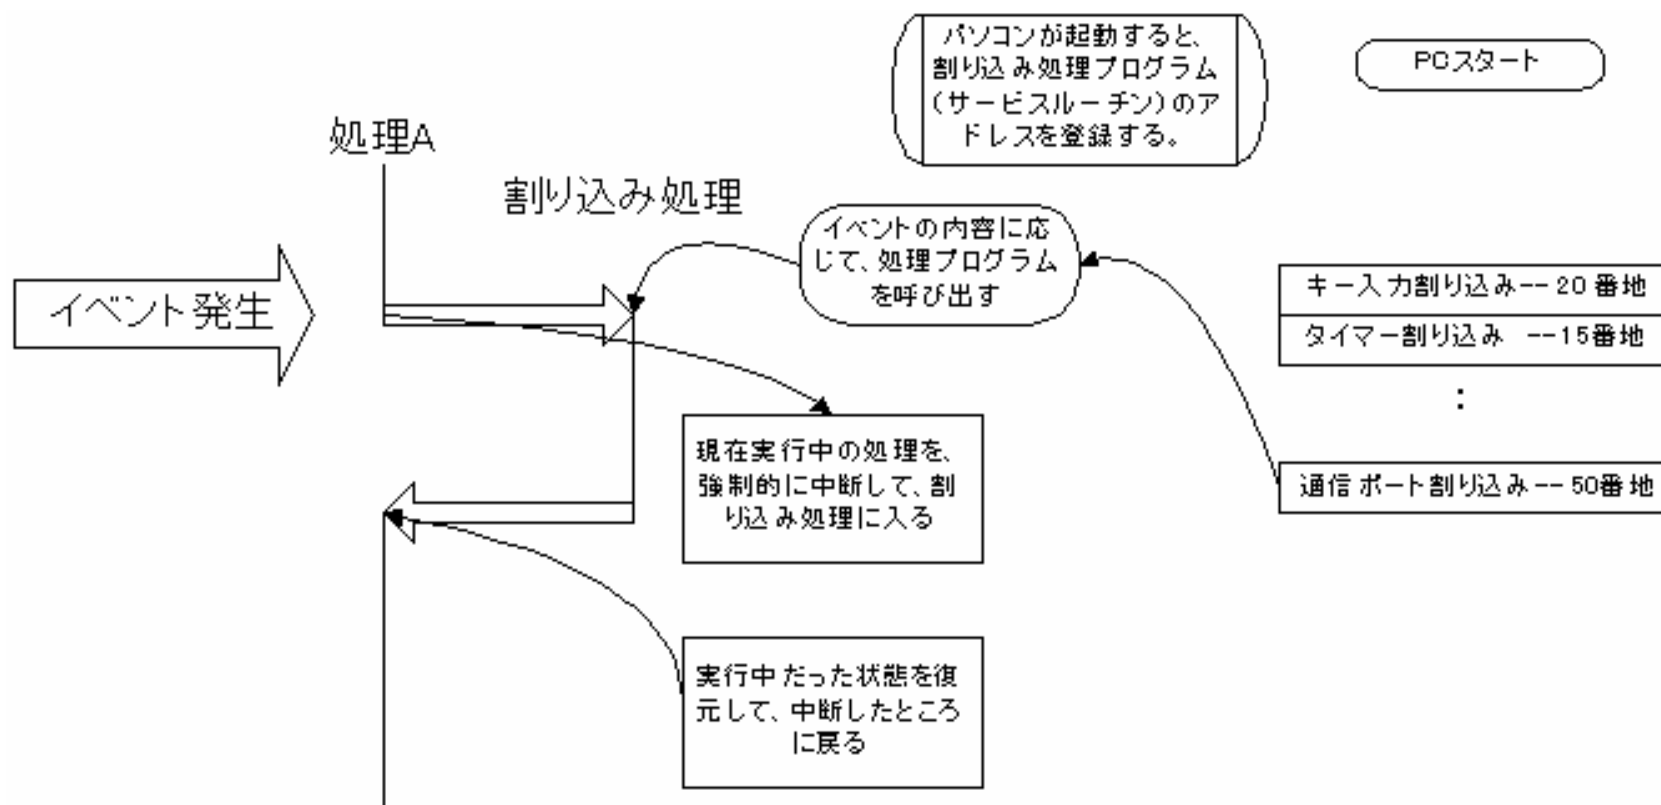 パソコンが起動すると、
割り込み処理プログラム
(サービスルーチン)のア
ドレスを登録する。
PCスタート
処理A
割り込み処理
イベントの内容に応
じて、処理プログラム
を呼び出す
イベント発生
キー入力割り込み--20番地
タイマー割り込み --15番地
:
現在実行中の処理を、
強制的に中断して、割
り込み処理に入る
通信ポート割り込み--50番地
実行中だった状態を復
元して、中断したところ
に戻る